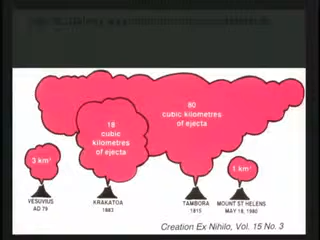 80
cubic kilometres
of ejecta
18
cubic
kilometres
of ejecta
3 km³
1 km³
VESUVIUS
AD 79
KRAKATOA
1883
TAMBORA
1815
MOUNT ST HELENS
MAY 18, 1980
Creation Ex Nihilo, Vol. 15 No. 3